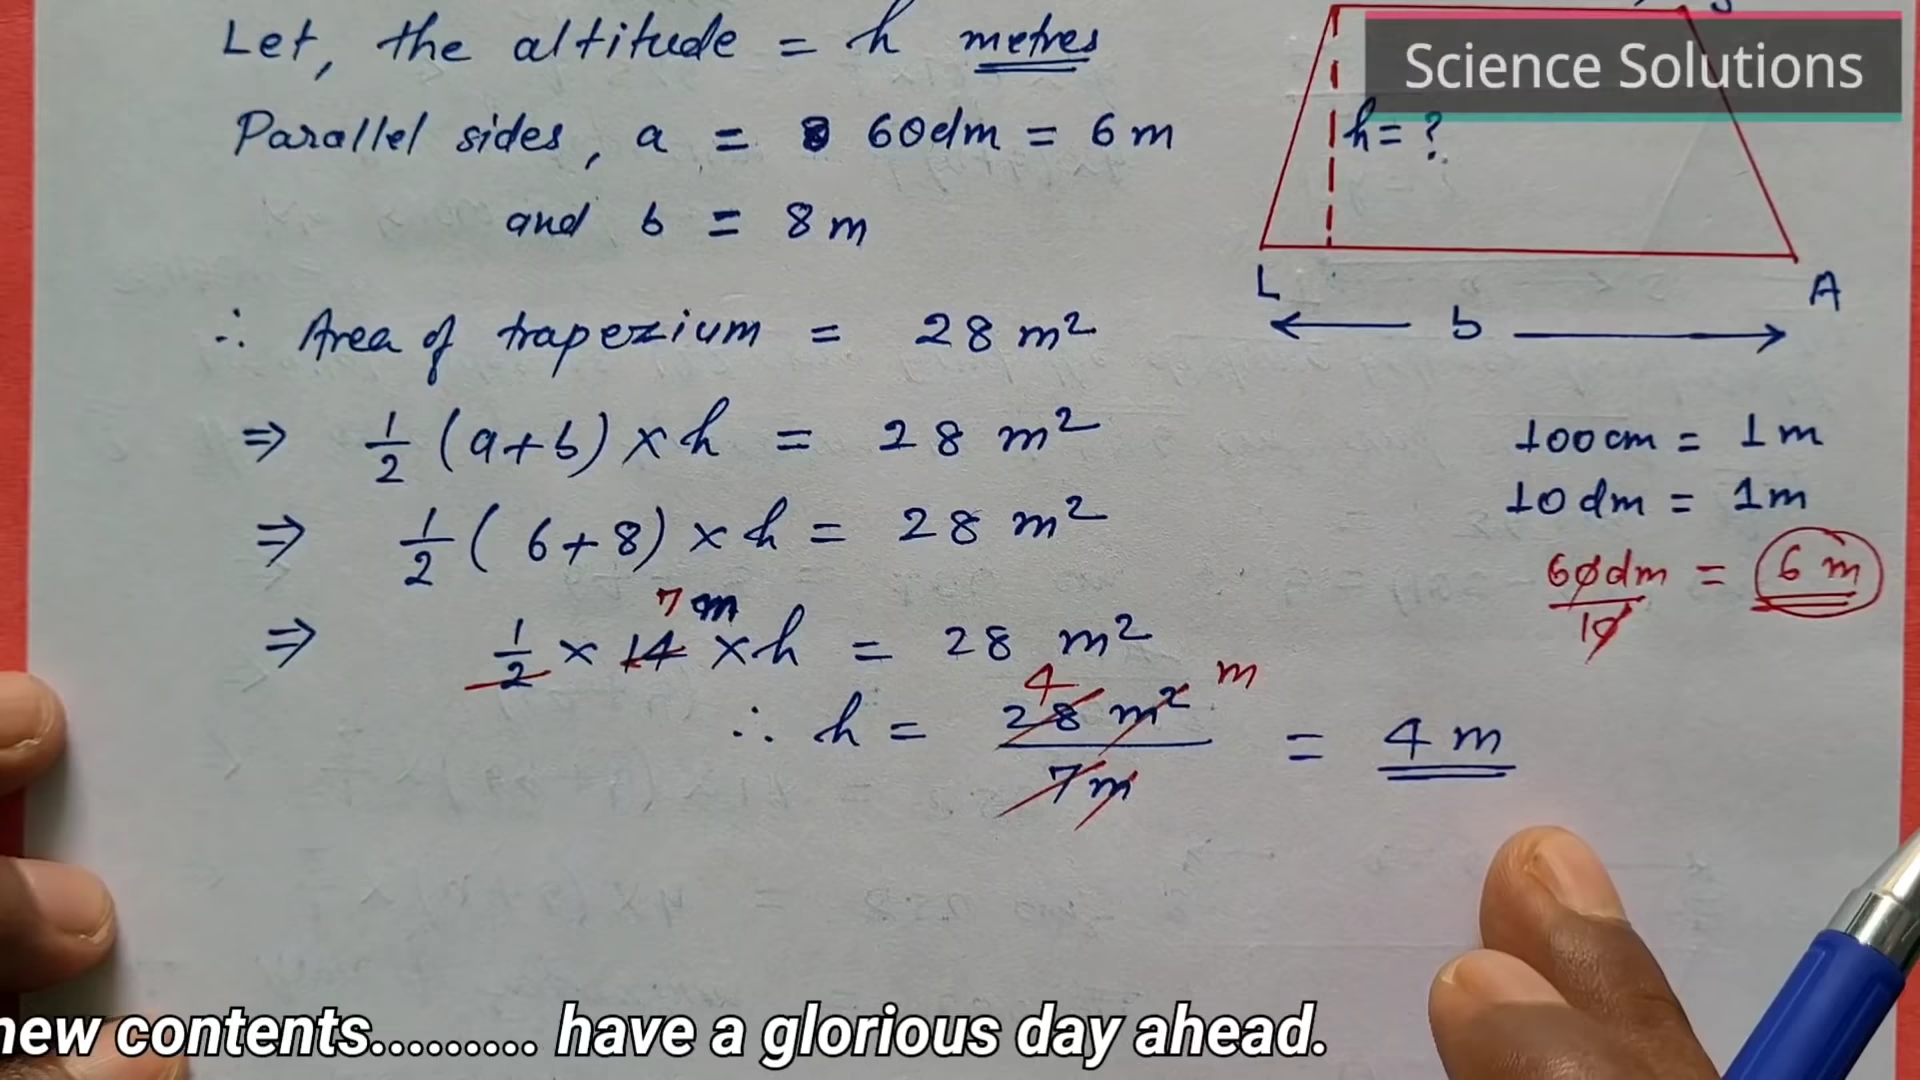 Let, the altitude = h metres
Science Solutions
Parallel sides, a = 60dm = 6 m
h = ?
and b = 8 m
L
A
b
∴ Area of trapezium = 28 m²
⇒ 1/2 (a+b) × h = 28 m²
100 cm = 1 m
10 dm = 1 m
⇒ 1/2 ( 6+8) × h = 28 m²
60dm/10 = 6 m
7 m
⇒ 1/2 × 14 × h = 28 m²
4 m
∴ h = 28 m²/7m = 4 m
new contents......... have a glorious day ahead.